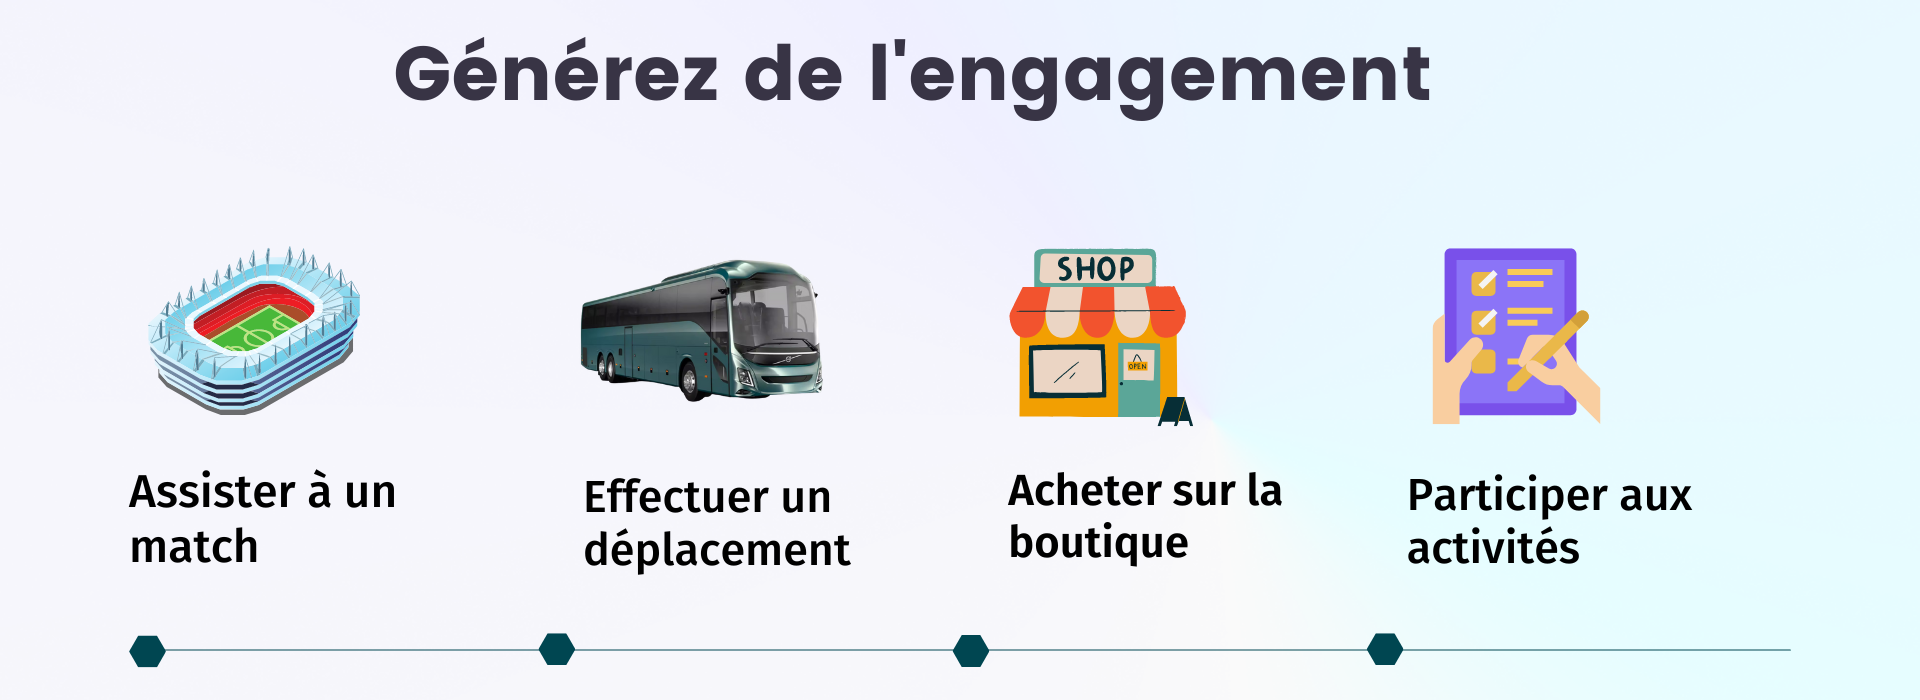 Générez de l'engagement
SHOP
OPEN
Assister à un
match
Effectuer un
déplacement
Acheter sur la
boutique
Participer aux
activités